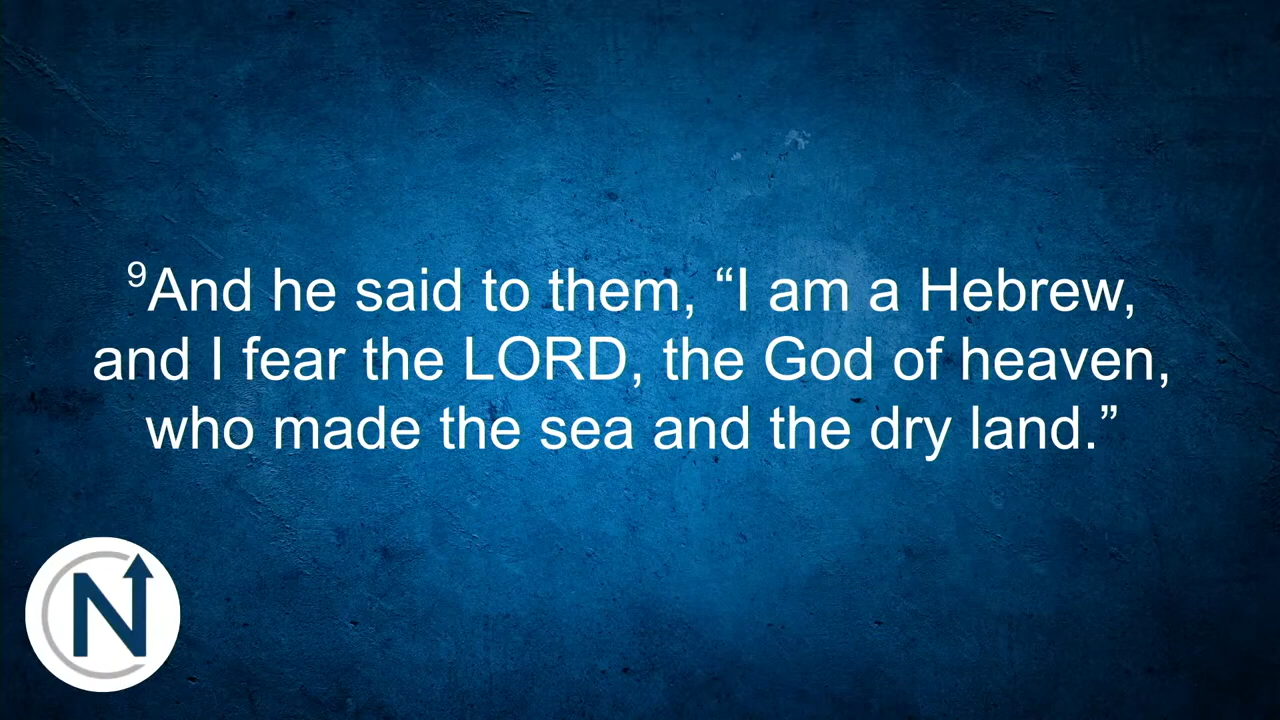 ⁹And he said to them, “I am a Hebrew,
and I fear the LORD, the God of heaven,
who made the sea and the dry land.”
N